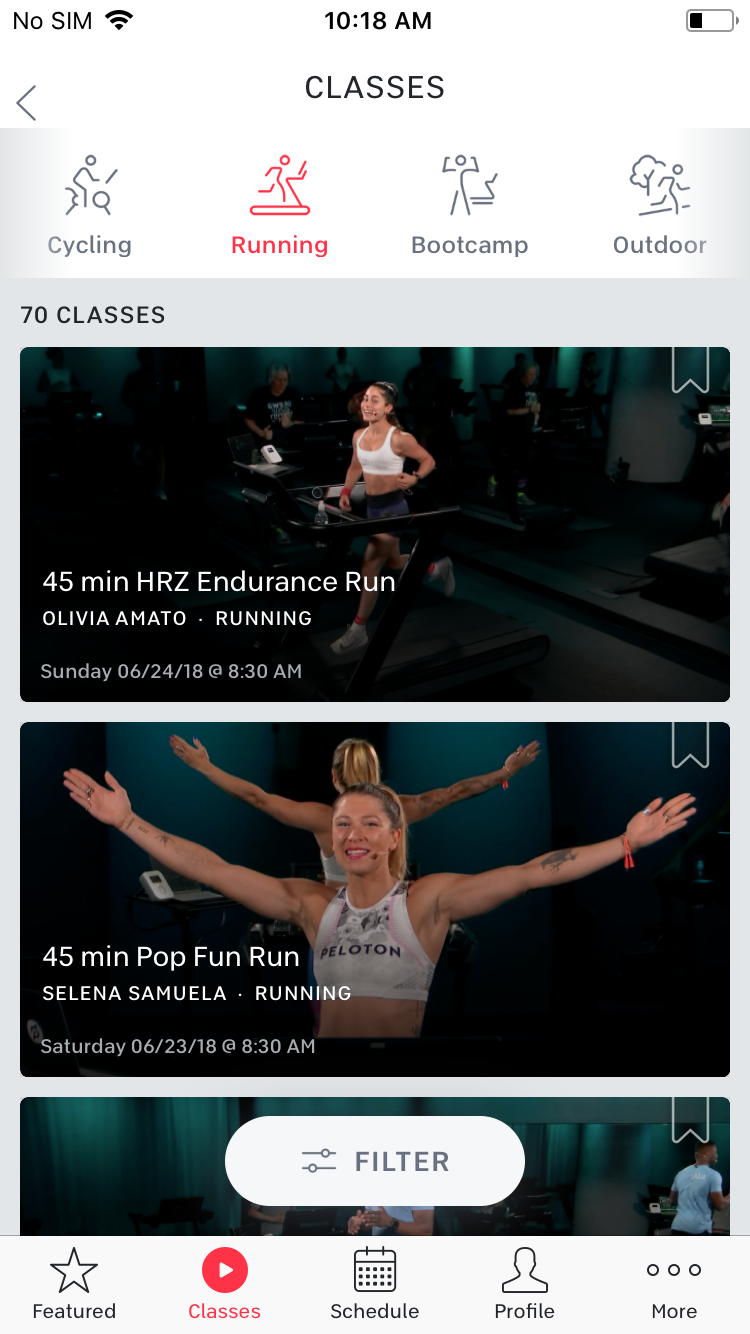 No SIM 10:18 AM
CLASSES
Cycling Running Bootcamp Outdoor
70 CLASSES
45 min HRZ Endurance Run
OLIVIA AMATO · RUNNING
Sunday 06/24/18 @ 8:30 AM
PELOTON
45 min Pop Fun Run
SELENA SAMUELA · RUNNING
Saturday 06/23/18 @ 8:30 AM
FILTER
Featured Classes Schedule Profile More